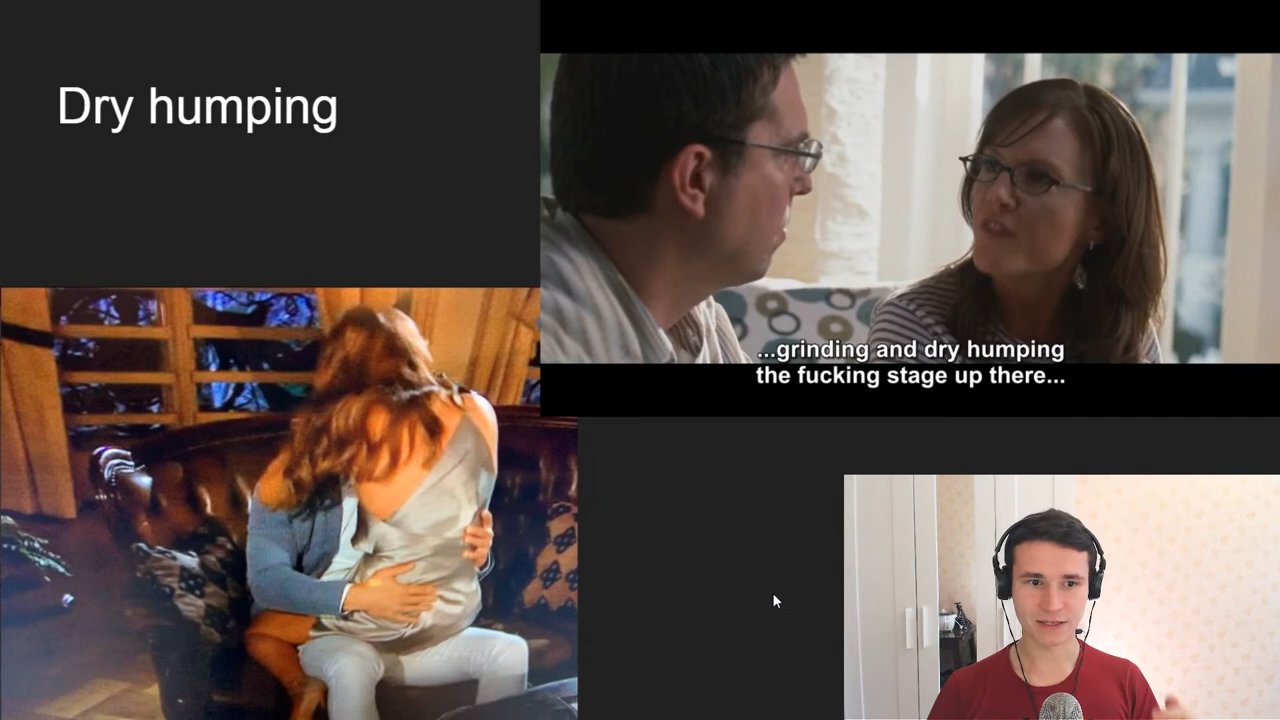 Dry humping
...grinding and dry humping
the fucking stage up there...